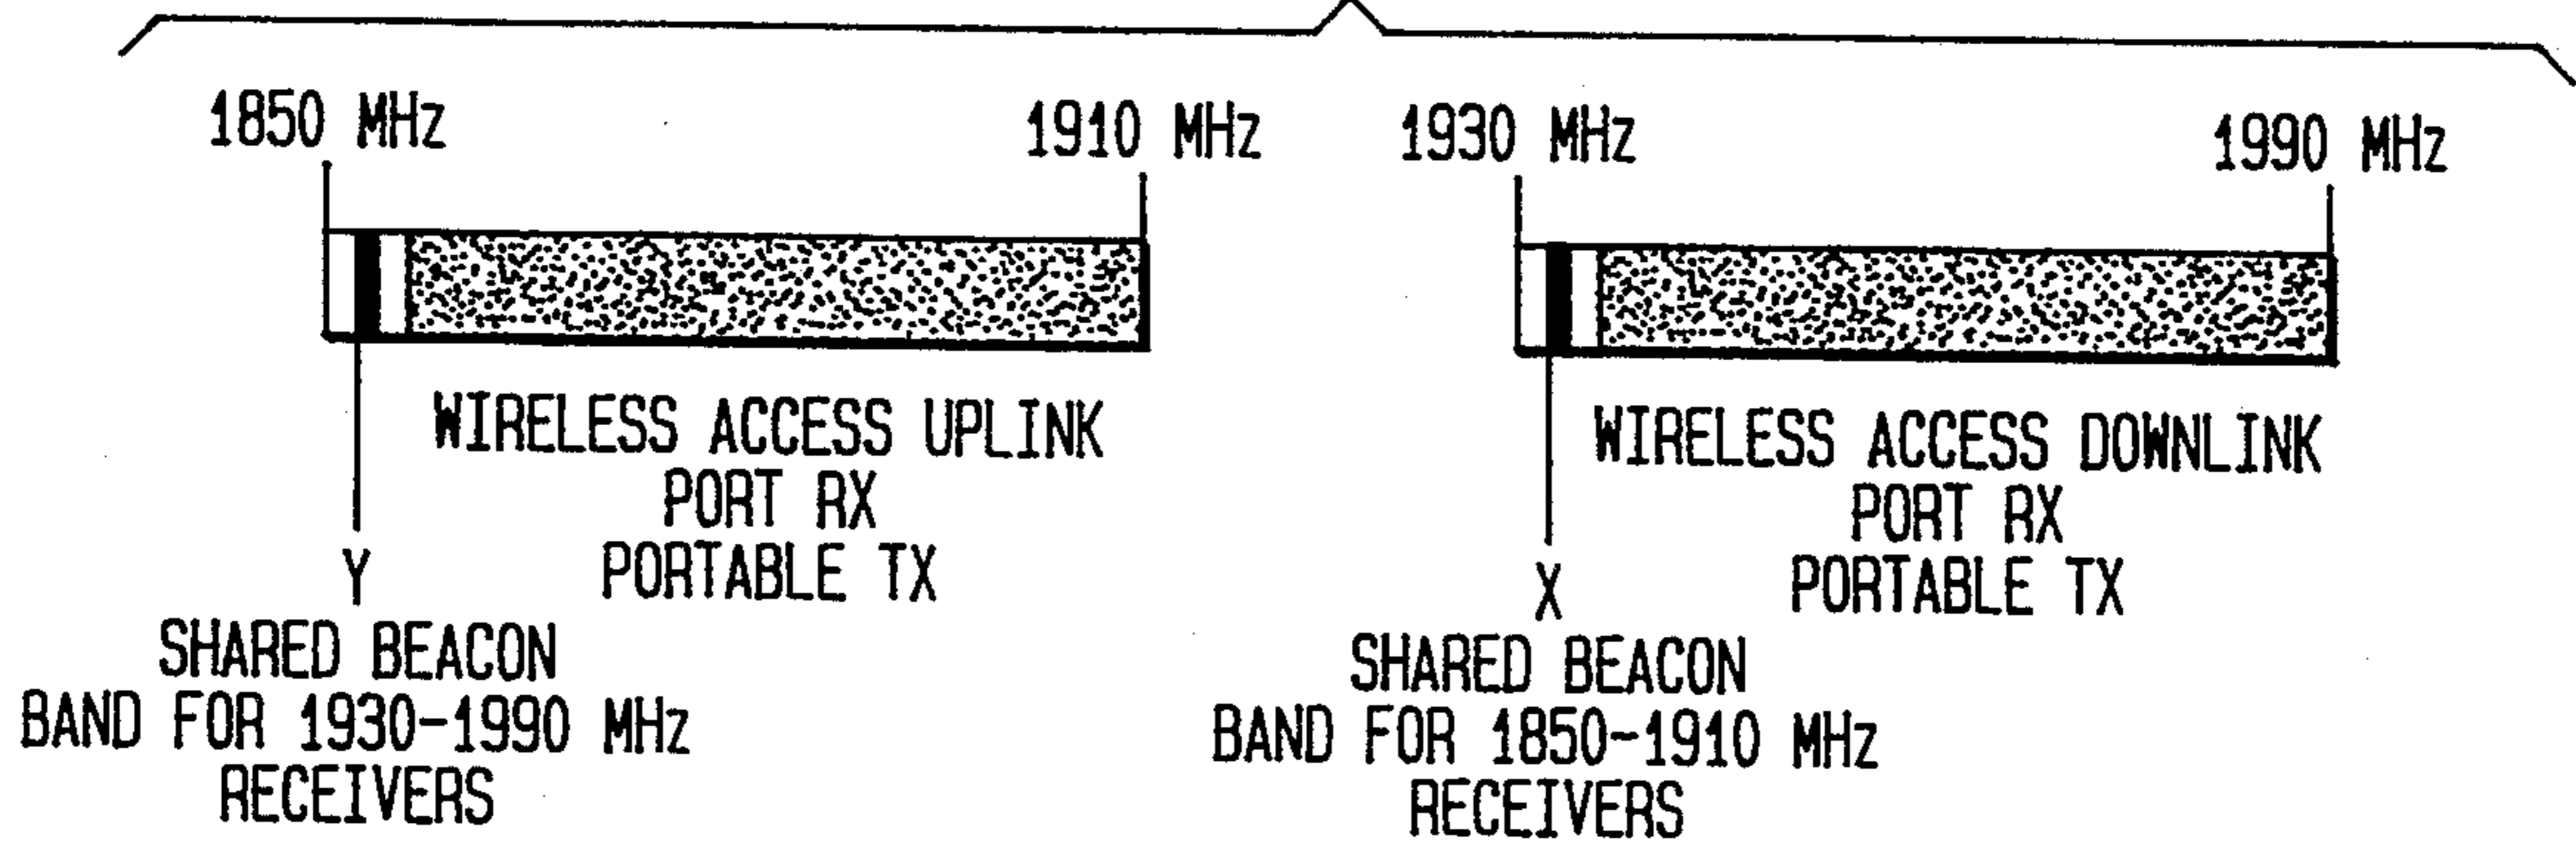 1850 MHz 1910 MHz 1930 MHz 1990 MHz
WIRELESS ACCESS UPLINK
PORT RX
PORTABLE TX
Y
SHARED BEACON
BAND FOR 1930-1990 MHz
RECEIVERS
WIRELESS ACCESS DOWNLINK
PORT RX
PORTABLE TX
X
SHARED BEACON
BAND FOR 1850-1910 MHz
RECEIVERS